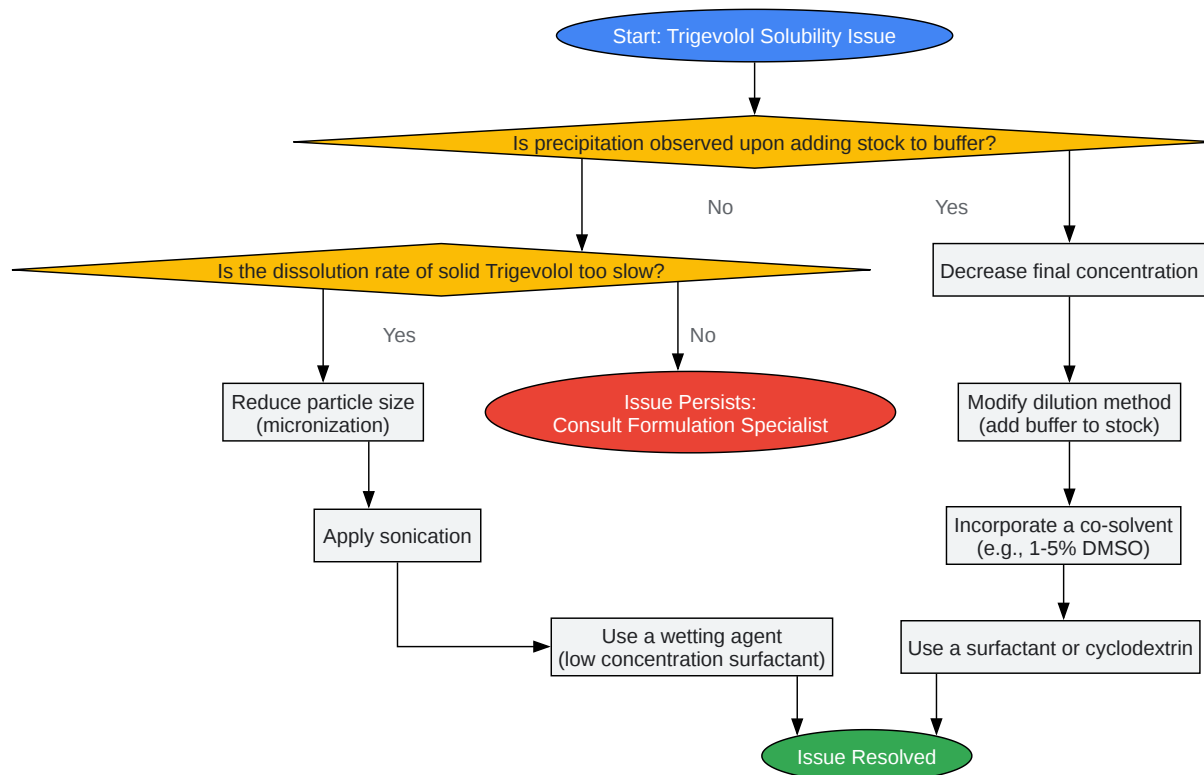 Start: Trigevolol Solubility Issue
Is precipitation observed upon adding stock to buffer?
No
Yes
Is the dissolution rate of solid Trigevolol too slow?
Decrease final concentration
Yes
No
Reduce particle size
(micronization)
Issue Persists:
Consult Formulation Specialist
Modify dilution method
(add buffer to stock)
Apply sonication
Incorporate a co-solvent
(e.g., 1-5% DMSO)
Use a wetting agent
(low concentration surfactant)
Use a surfactant or cyclodextrin
Issue Resolved